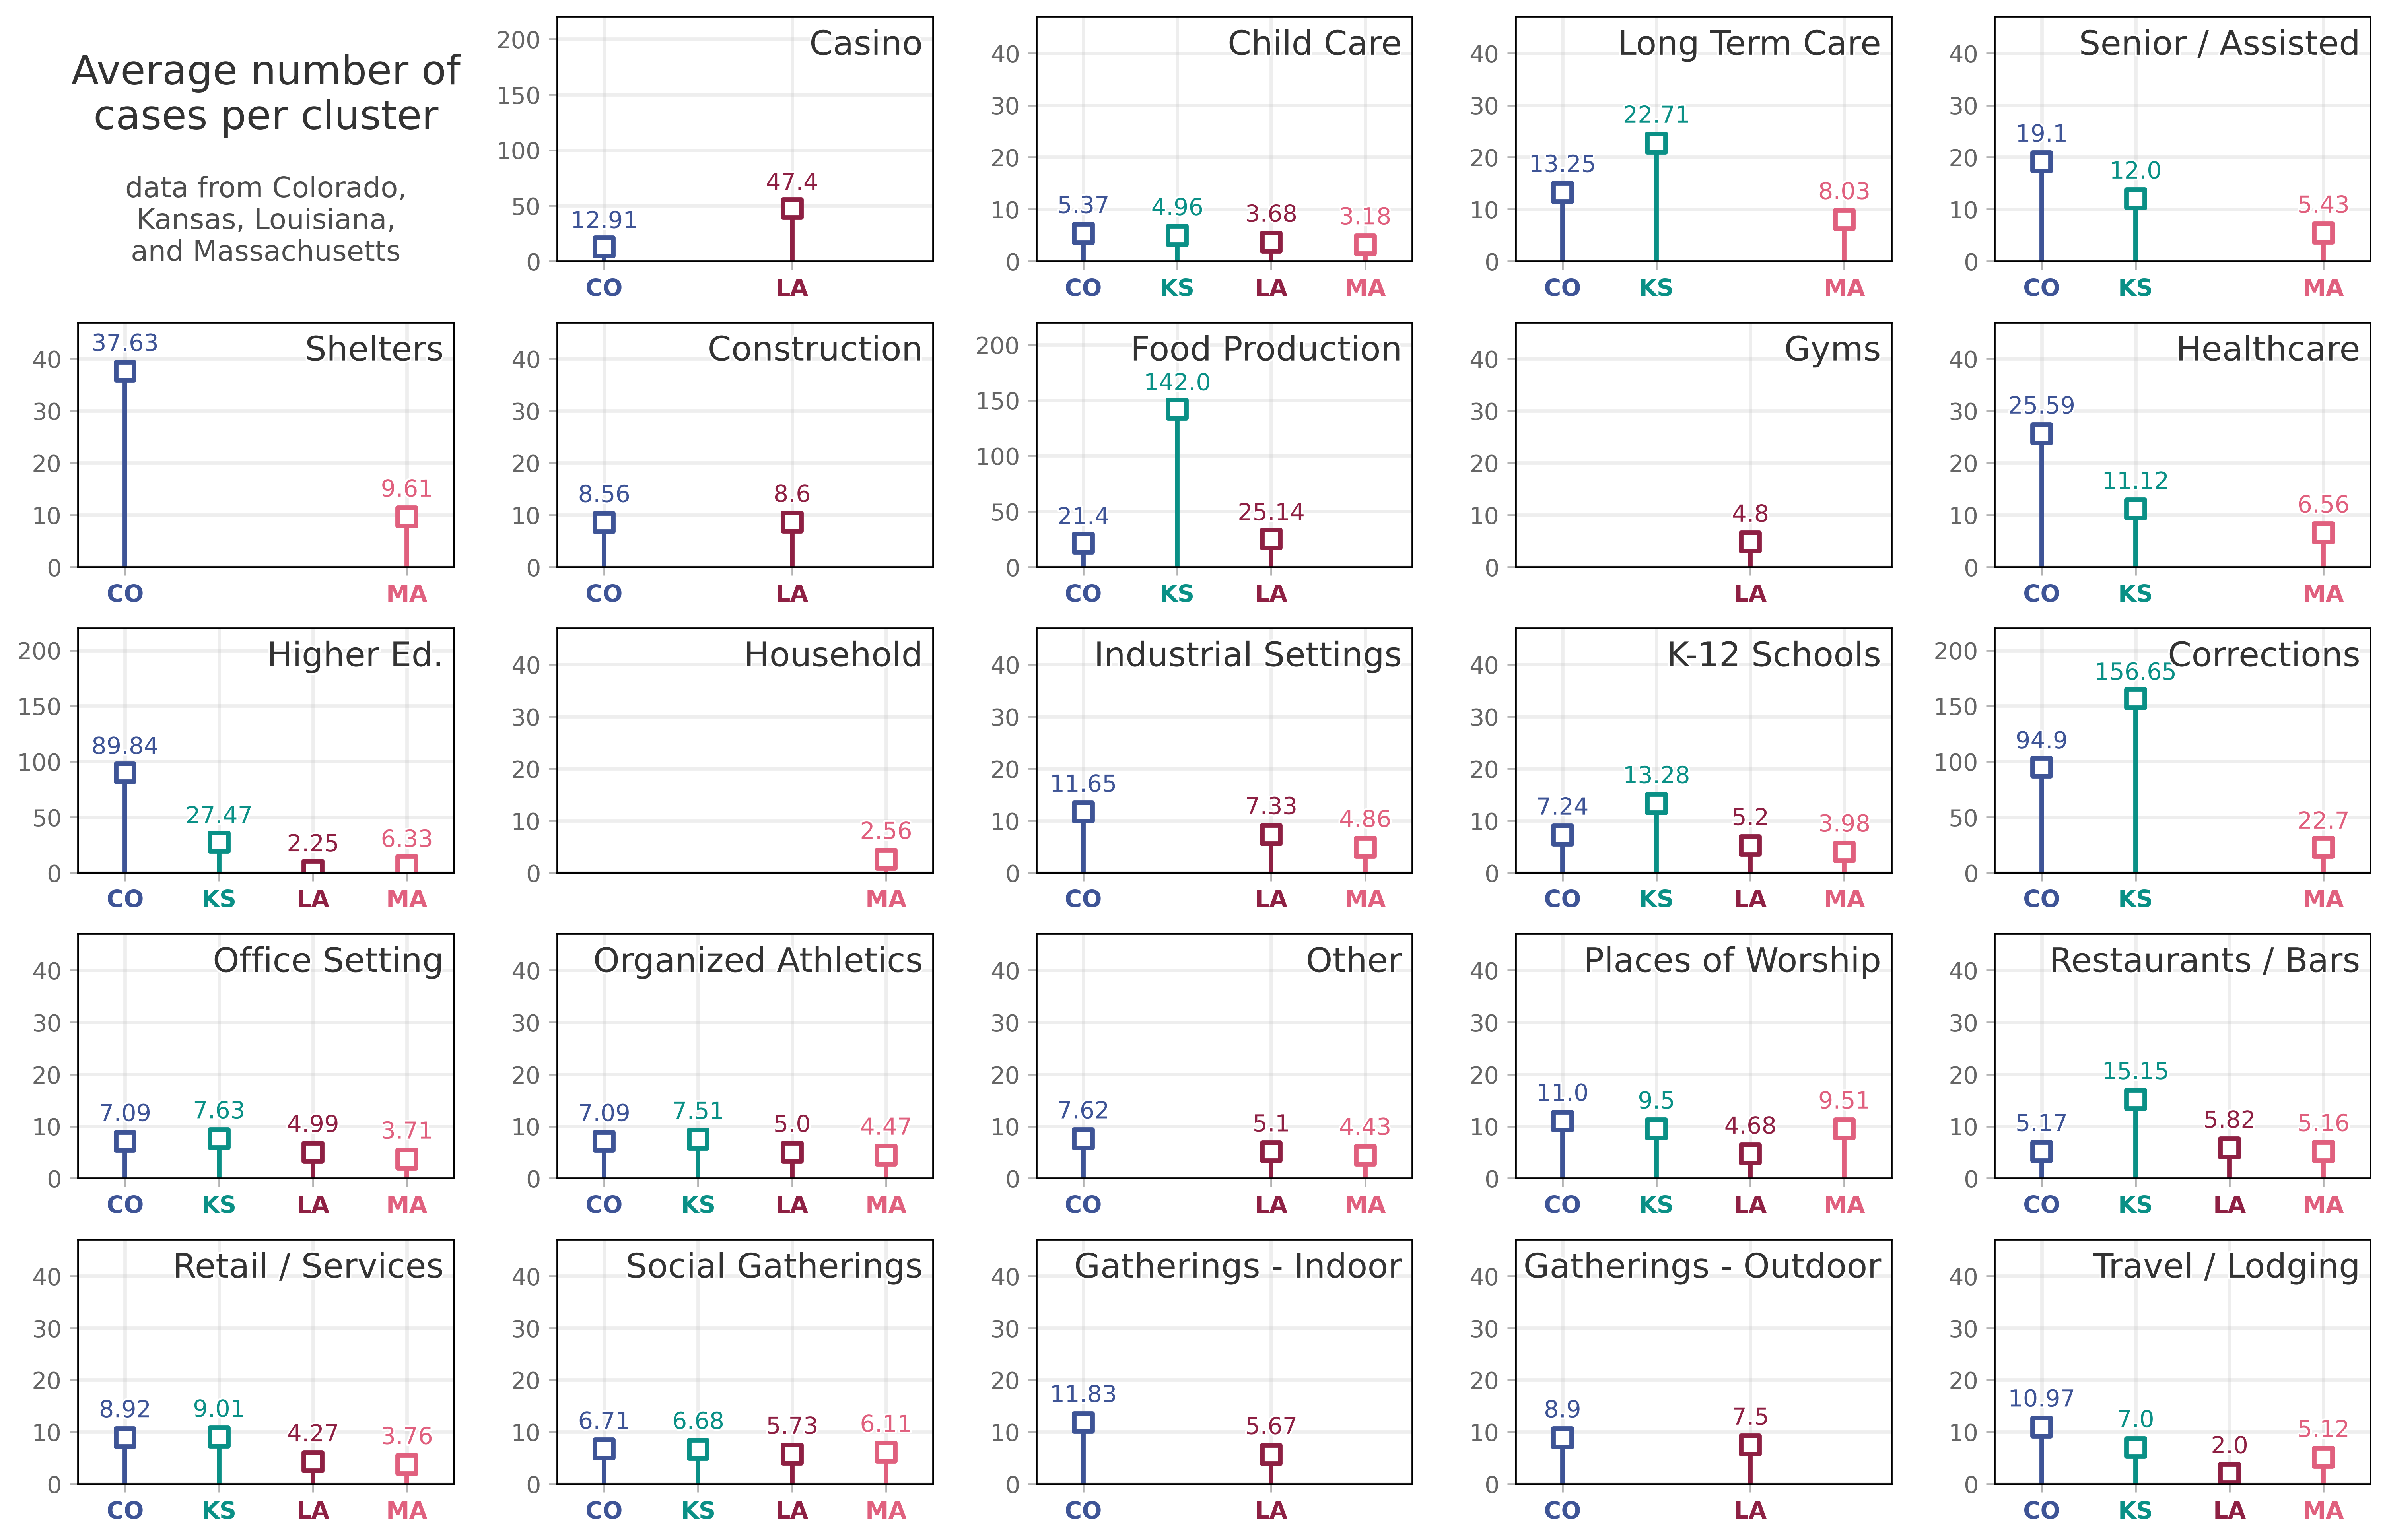 Average number of
cases per cluster
data from Colorado,
Kansas, Louisiana,
and Massachusetts
Casino
200
150
100
50
0
12.91
47.4
CO LA
Child Care
40
30
20
10
0
5.37 4.96 3.68 3.18
CO KS LA MA
Long Term Care
40
30
20
10
0
13.25 22.71 8.03
CO KS MA
Senior / Assisted
40
30
20
10
0
19.1 12.0 5.43
CO KS MA
Shelters
40
30
20
10
0
37.63 9.61
CO MA
Construction
40
30
20
10
0
8.56 8.6
CO LA
Food Production
200
150
100
50
0
21.4 142.0 25.14
CO KS LA
Gyms
40
30
20
10
0
4.8
LA
Healthcare
40
30
20
10
0
25.59 11.12 6.56
CO KS MA
Higher Ed.
200
150
100
50
0
89.84 27.47 2.25 6.33
CO KS LA MA
Household
40
30
20
10
0
2.56
MA
Industrial Settings
40
30
20
10
0
11.65 7.33 4.86
CO LA MA
K-12 Schools
40
30
20
10
0
7.24 13.28 5.2 3.98
CO KS LA MA
Corrections
200
150
100
50
0
94.9 156.65 22.7
CO KS MA
Office Setting
40
30
20
10
0
7.09 7.63 4.99 3.71
CO KS LA MA
Organized Athletics
40
30
20
10
0
7.09 7.51 5.0 4.47
CO KS LA MA
Other
40
30
20
10
0
7.62 5.1 4.43
CO LA MA
Places of Worship
40
30
20
10
0
11.0 9.5 4.68 9.51
CO KS LA MA
Restaurants / Bars
40
30
20
10
0
5.17 15.15 5.82 5.16
CO KS LA MA
Retail / Services
40
30
20
10
0
8.92 9.01 4.27 3.76
CO KS LA MA
Social Gatherings
40
30
20
10
0
6.71 6.68 5.73 6.11
CO KS LA MA
Gatherings - Indoor
40
30
20
10
0
11.83 5.67
CO LA
Gatherings - Outdoor
40
30
20
10
0
8.9 7.5
CO LA
Travel / Lodging
40
30
20
10
0
10.97 7.0 2.0 5.12
CO KS LA MA